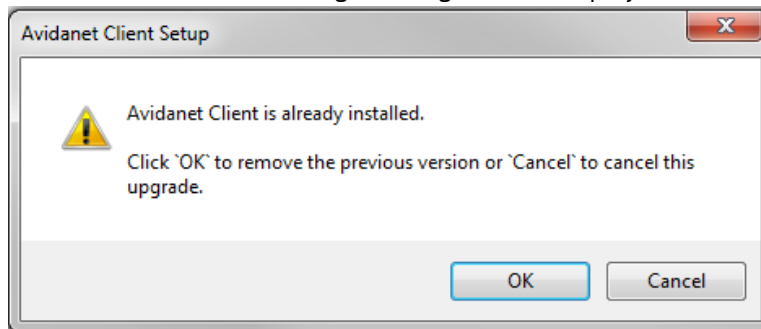 Avidanet Client Setup
Avidanet Client is already installed.
Click `OK` to remove the previous version or `Cancel` to cancel this
upgrade.
OK
Cancel